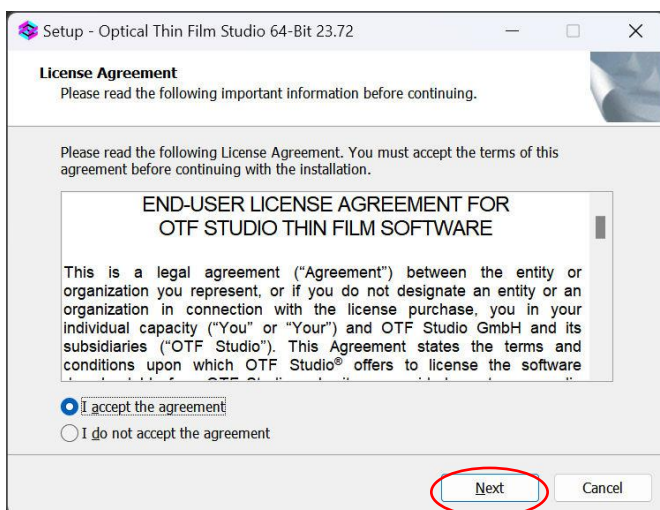 Setup - Optical Thin Film Studio 64-Bit 23.72
License Agreement
Please read the following important information before continuing.
Please read the following License Agreement. You must accept the terms of this
agreement before continuing with the installation.
END-USER LICENSE AGREEMENT FOR
OTF STUDIO THIN FILM SOFTWARE
This is a legal agreement (“Agreement”) between the entity or
organization you represent, or if you do not designate an entity or an
organization in connection with the license purchase, you in your
individual capacity (“You” or “Your”) and OTF Studio GmbH and its
subsidiaries (“OTF Studio”). This Agreement states the terms and
conditions upon which OTF Studio® offers to license the software
I accept the agreement
I do not accept the agreement
Next
Cancel